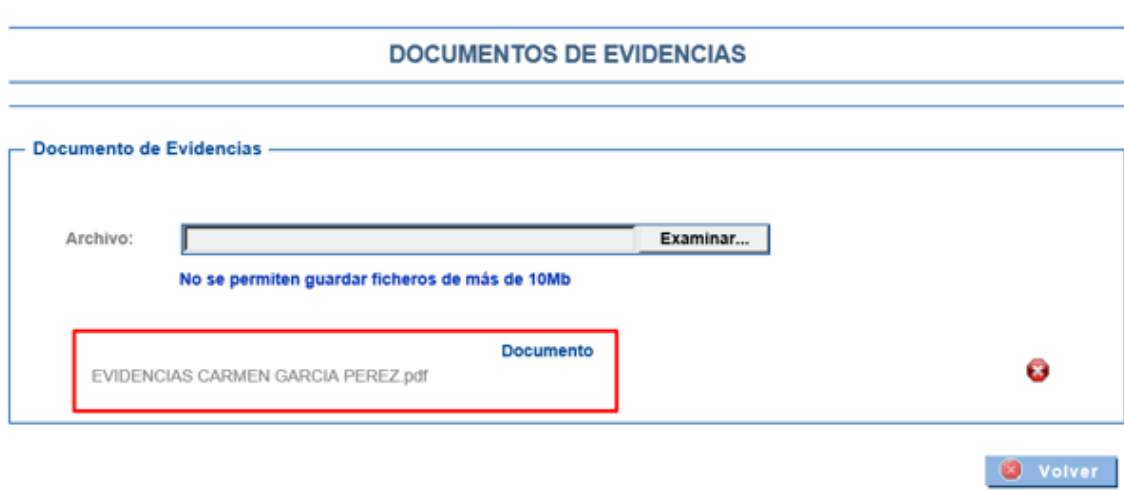 DOCUMENTOS DE EVIDENCIAS
Documento de Evidencias
Archivo: Examinar...
No se permiten guardar ficheros de más de 10Mb
Documento
EVIDENCIAS CARMEN GARCIA PEREZ.pdf
Volver